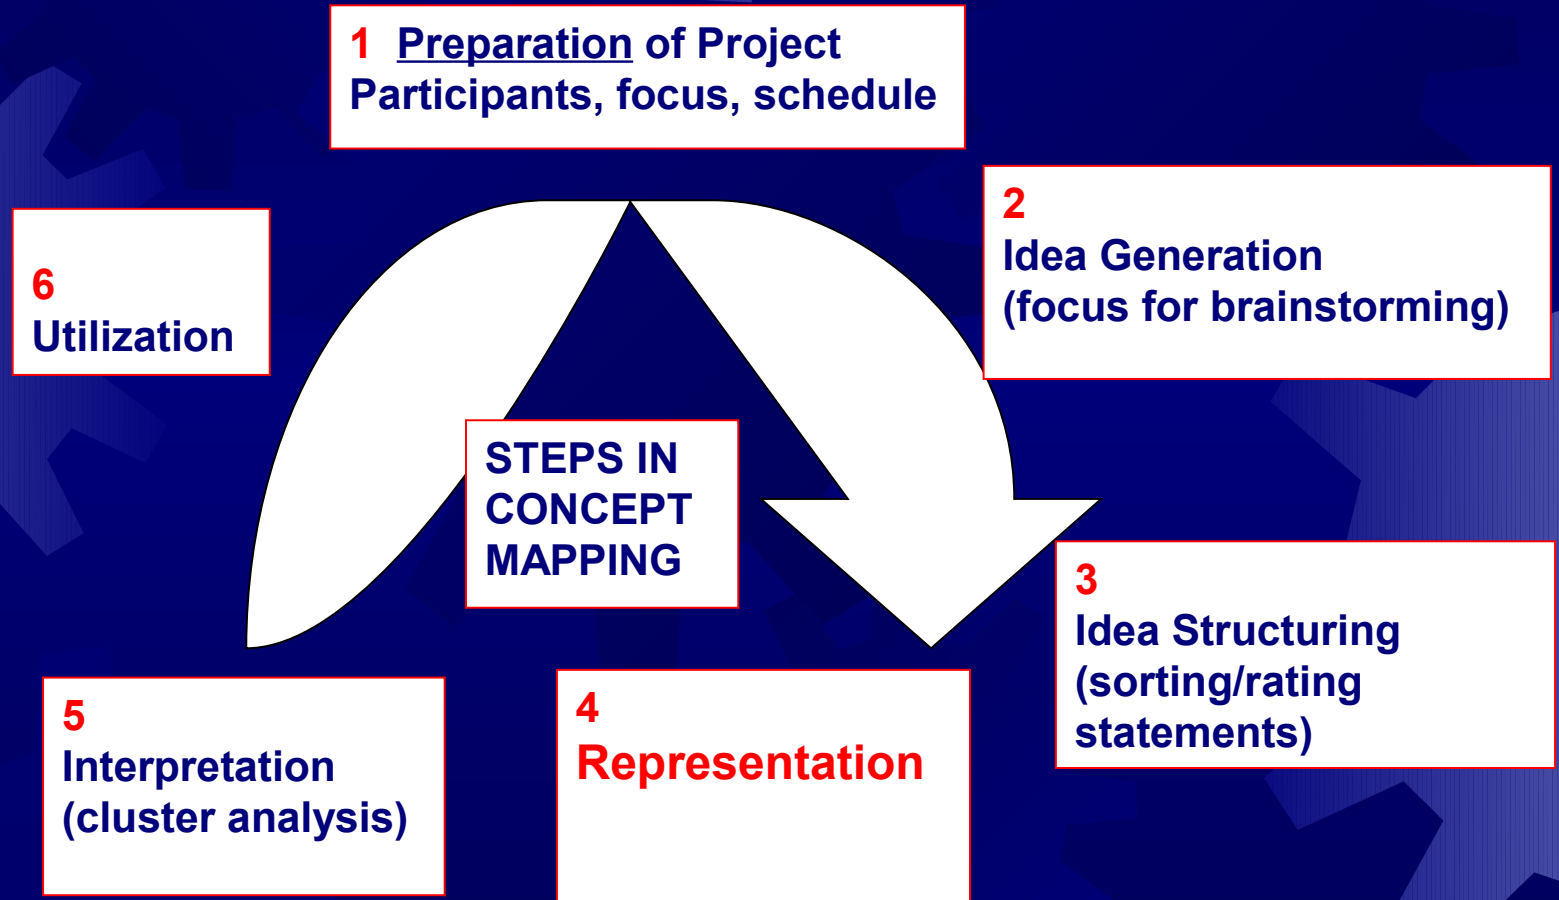 1 Preparation of Project
Participants, focus, schedule
2
Idea Generation
(focus for brainstorming)
3
Idea Structuring
(sorting/rating
statements)
4
Representation
5
Interpretation
(cluster analysis)
6
Utilization
STEPS IN
CONCEPT
MAPPING